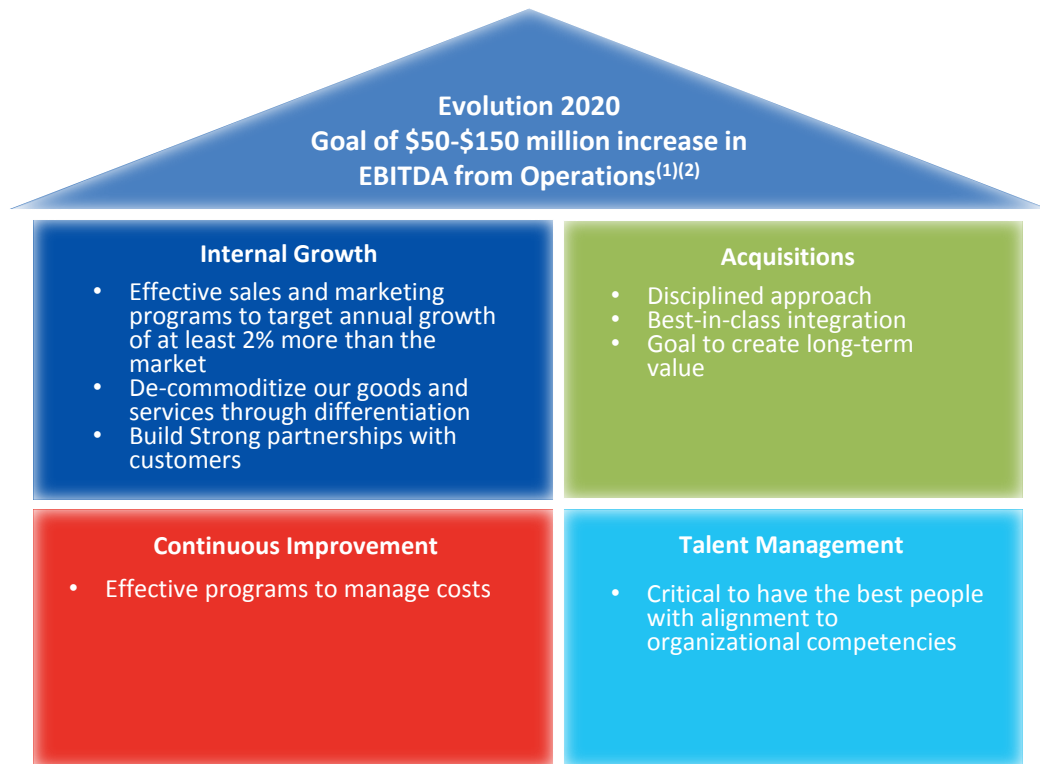 Evolution 2020
Goal of $50-$150 million increase in
EBITDA from Operations(1)(2)
Internal Growth
• Effective sales and marketing
programs to target annual growth
of at least 2% more than the
market
• De-commoditize our goods and
services through differentiation
• Build Strong partnerships with
customers
Acquisitions
• Disciplined approach
• Best-in-class integration
• Goal to create long-term
value
Continuous Improvement
• Effective programs to manage costs
Talent Management
• Critical to have the best people
with alignment to
organizational competencies